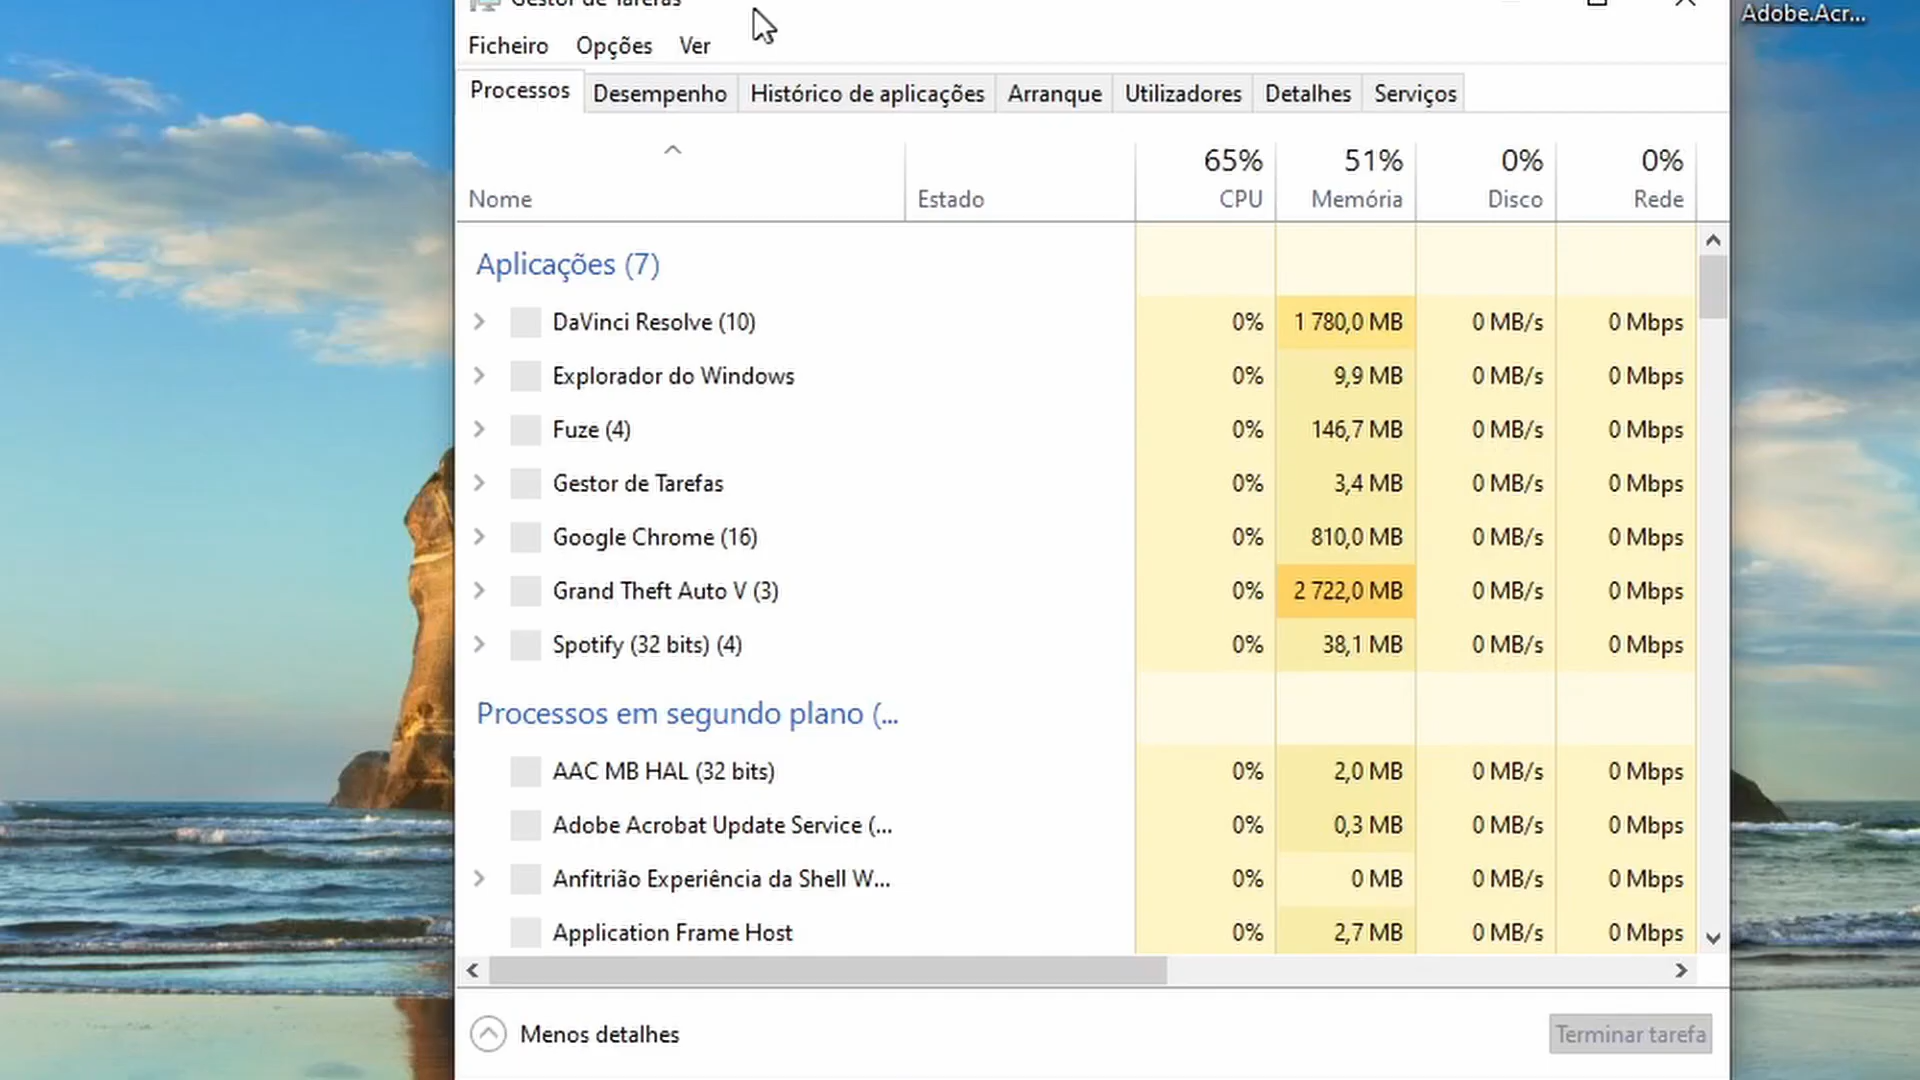 Gestor de Tarefas
Adobe.Acr...
Ficheiro Opções Ver
Processos Desempenho Histórico de aplicações Arranque Utilizadores Detalhes Serviços
65% 51% 0% 0%
Nome Estado CPU Memória Disco Rede
Aplicações (7)
DaVinci Resolve (10) 0% 1 780,0 MB 0 MB/s 0 Mbps
Explorador do Windows 0% 9,9 MB 0 MB/s 0 Mbps
Fuze (4) 0% 146,7 MB 0 MB/s 0 Mbps
Gestor de Tarefas 0% 3,4 MB 0 MB/s 0 Mbps
Google Chrome (16) 0% 810,0 MB 0 MB/s 0 Mbps
Grand Theft Auto V (3) 0% 2 722,0 MB 0 MB/s 0 Mbps
Spotify (32 bits) (4) 0% 38,1 MB 0 MB/s 0 Mbps
Processos em segundo plano (...
AAC MB HAL (32 bits) 0% 2,0 MB 0 MB/s 0 Mbps
Adobe Acrobat Update Service (... 0% 0,3 MB 0 MB/s 0 Mbps
Anfitrião Experiência da Shell W... 0% 0 MB 0 MB/s 0 Mbps
Application Frame Host 0% 2,7 MB 0 MB/s 0 Mbps
Menos detalhes Terminar tarefa